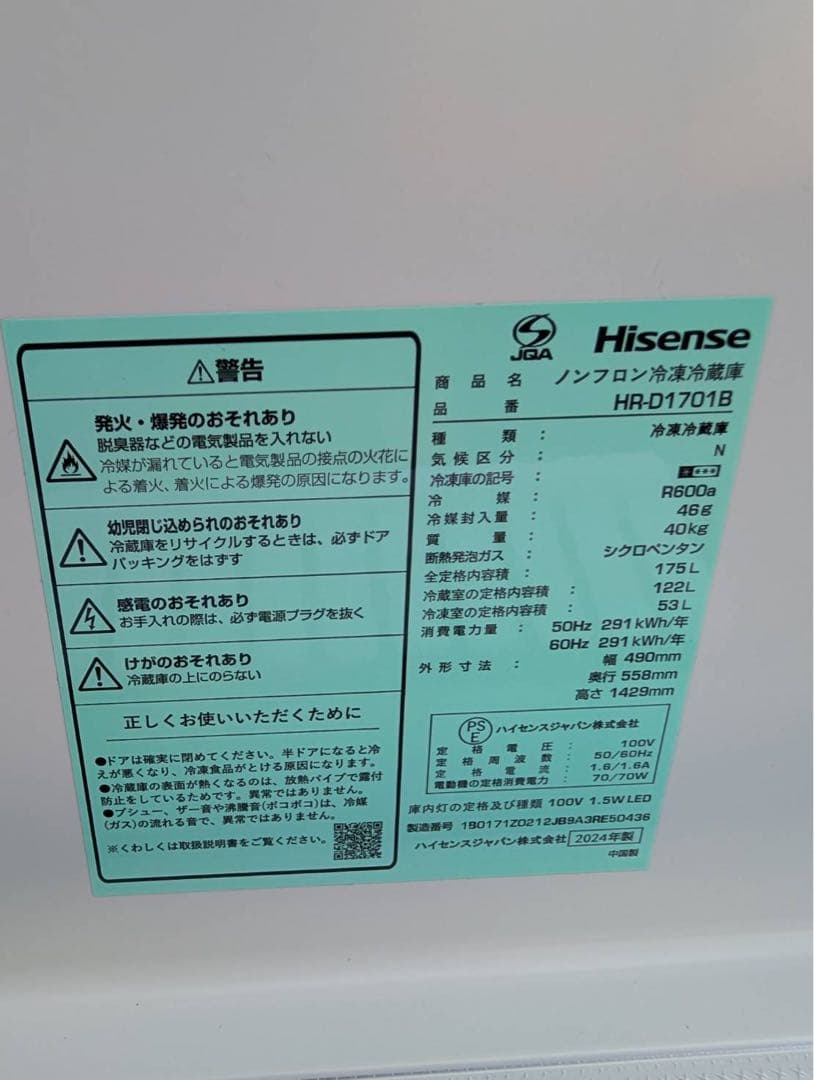 ⚠警告
発火・爆発のおそれあり
脱臭器などの電気製品を入れない
冷媒が漏れていると電気製品の接点の火花に
よる着火、着火による爆発の原因になります。
幼児閉じ込められのおそれあり
冷蔵庫をリサイクルするときは、必ずドア
パッキングをはずす
感電のおそれあり
お手入れの際は、必ず電源プラグを抜く
けがのおそれあり
冷蔵庫の上にのらない
正しくお使いいただくために
●ドアは確実に閉めてください。半ドアになると冷
えが悪くなり、冷凍食品がとける原因になります。
●冷蔵庫の表面が熱くなるのは、放熱パイプで露付
防止をしているためです。異常ではありません。
●プシュー、ザー音や沸騰音(ポコポコ)は、冷媒
(ガス)の流れる音で、異常ではありません。
※くわしくは取扱説明書をご覧ください。
JQA
Hisense
商品名 ノンフロン冷凍冷蔵庫
品番 HR-D1701B
種類: 冷凍冷蔵庫
気候区分: N
冷凍庫の記号:
冷媒: R600a
冷媒封入量: 46g
質量: 40kg
断熱発泡ガス: シクロペンタン
全定格内容積: 175L
冷蔵室の定格内容積: 122L
冷凍室の定格内容積: 53L
消費電力量: 50Hz 291kWh/年
60Hz 291kWh/年
外形寸法: 幅 490mm
奥行 558mm
高さ 1429mm
PS
E
ハイセンスジャパン株式会社
定格電圧: 100V
定格周波数: 50/60Hz
定格電流: 1.6/1.6A
電動機の定格消費電力: 70/70W
庫内灯の定格及び種類 100V 1.5W LED
製造番号 1B0171Z0212JB9A3RE50436
ハイセンスジャパン株式会社 2024年製
中国製